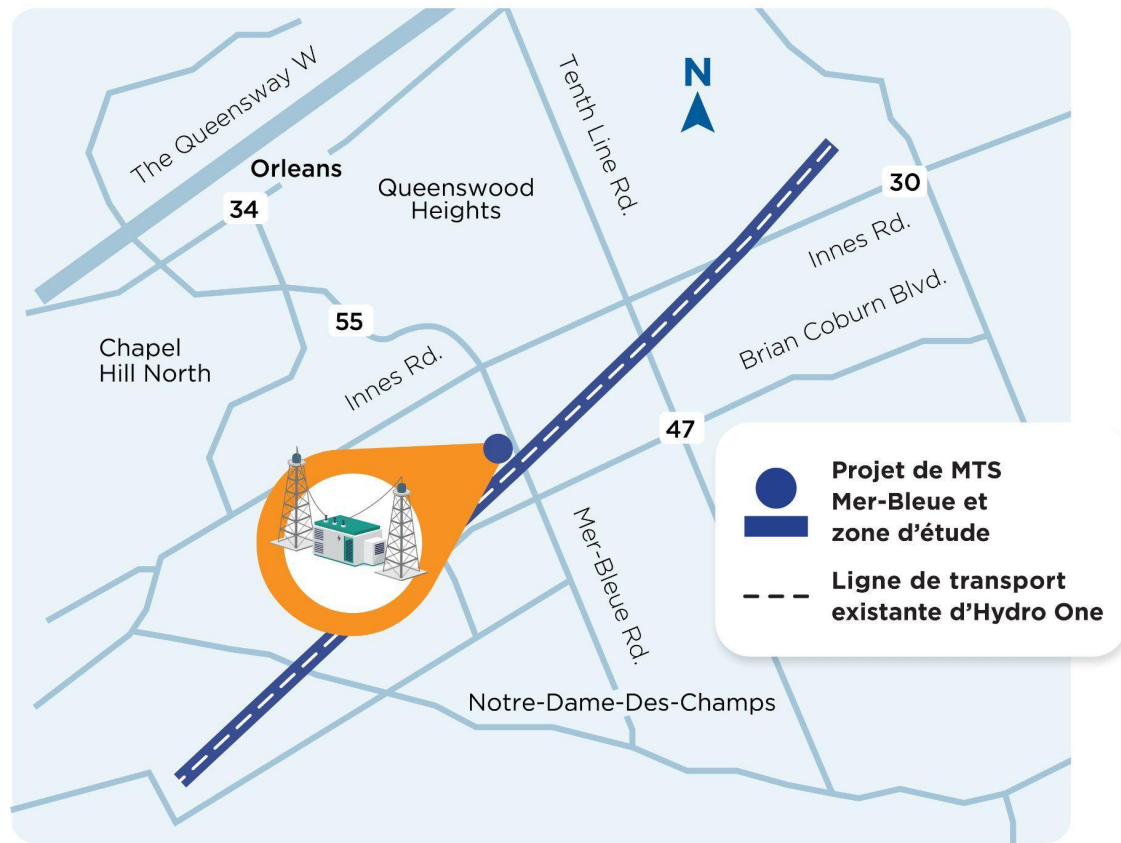 The Queensway W
N
Tenth Line Rd.
Orleans
34
Queenswood
Heights
30
Innes Rd.
Brian Coburn Blvd.
55
Chapel
Hill North
Innes Rd.
47
Mer-Bleue Rd.
Notre-Dame-Des-Champs
Projet de MTS
Mer-Bleue et
zone d’étude
Ligne de transport
existante d’Hydro One